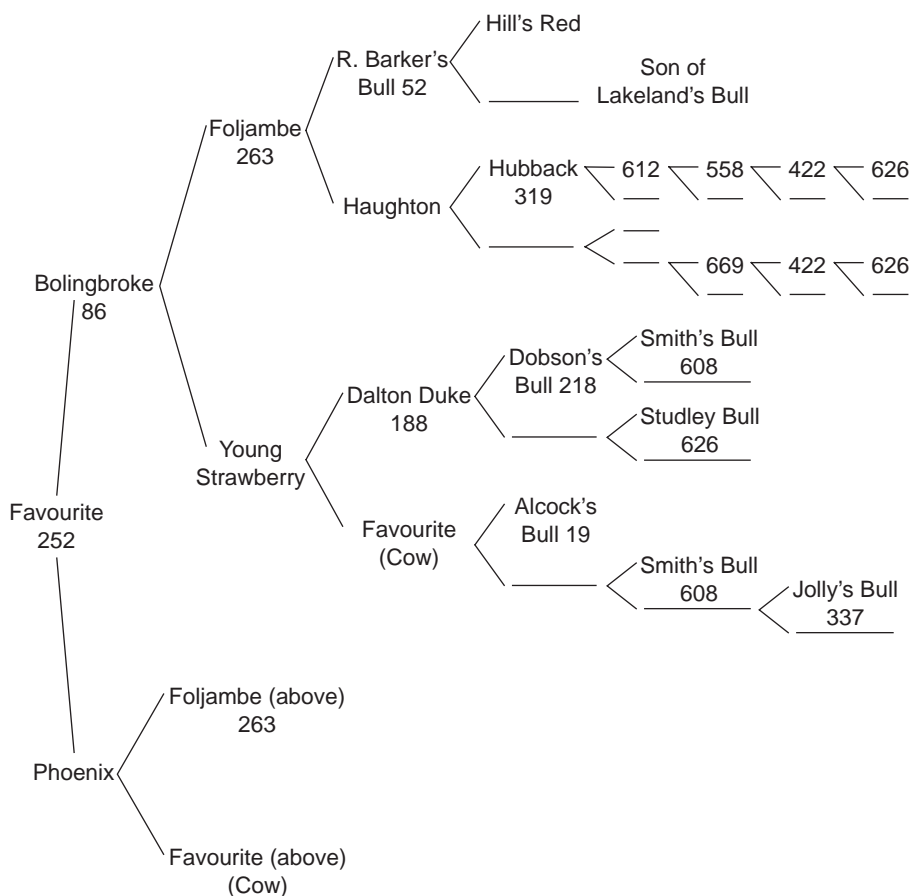 Hill's Red
R. Barker's
Bull 52
Son of
Lakeland's Bull
Foljambe
263
Hubback
319
612 558 422 626
Haughton
669 422 626
Bolingbroke
86
Smith's Bull
608
Dobson's
Bull 218
Dalton Duke
188
Studley Bull
626
Young
Strawberry
Favourite
252
Alcock's
Bull 19
Favourite
(Cow)
Smith's Bull
608
Jolly's Bull
337
Foljambe (above)
263
Phoenix
Favourite (above)
(Cow)